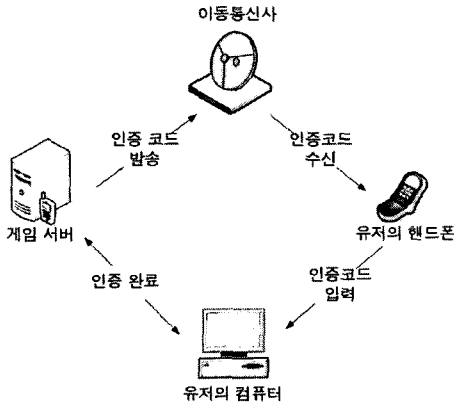 이동통신사
인증 코드
발송
인증코드
수신
게임 서버
유저의 핸드폰
인증 완료
인증코드
입력
유저의 컴퓨터